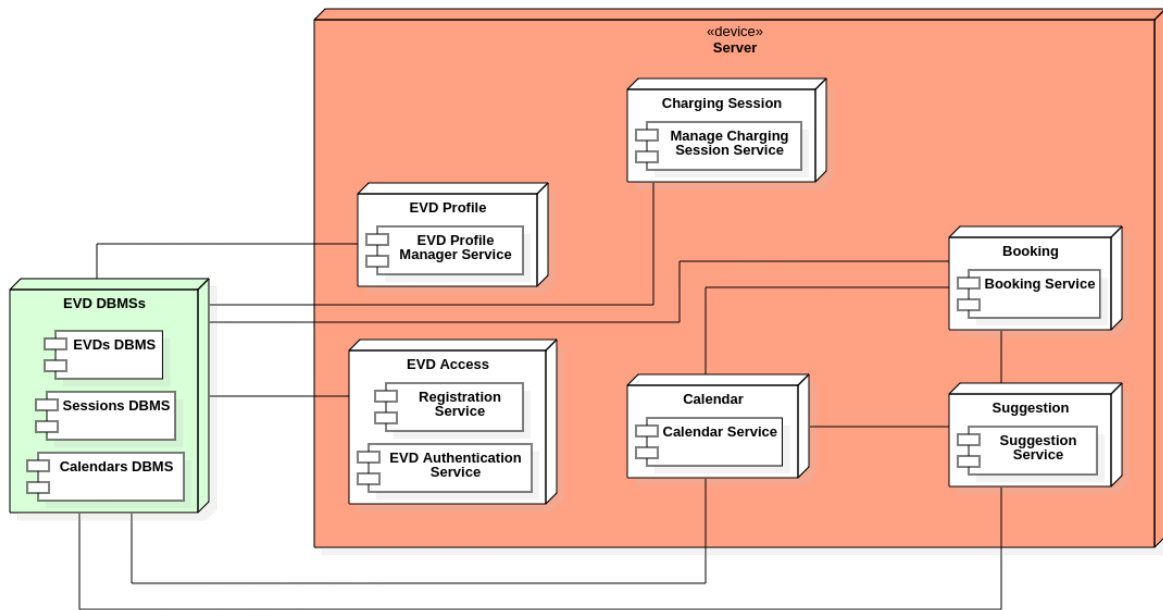 «device»
Server
Charging Session
Manage Charging
Session Service
EVD Profile
EVD Profile
Manager Service
Booking
Booking Service
EVD DBMSs
EVDs DBMS
Sessions DBMS
Calendars DBMS
EVD Access
Registration
Service
EVD Authentication
Service
Calendar
Calendar Service
Suggestion
Suggestion
Service